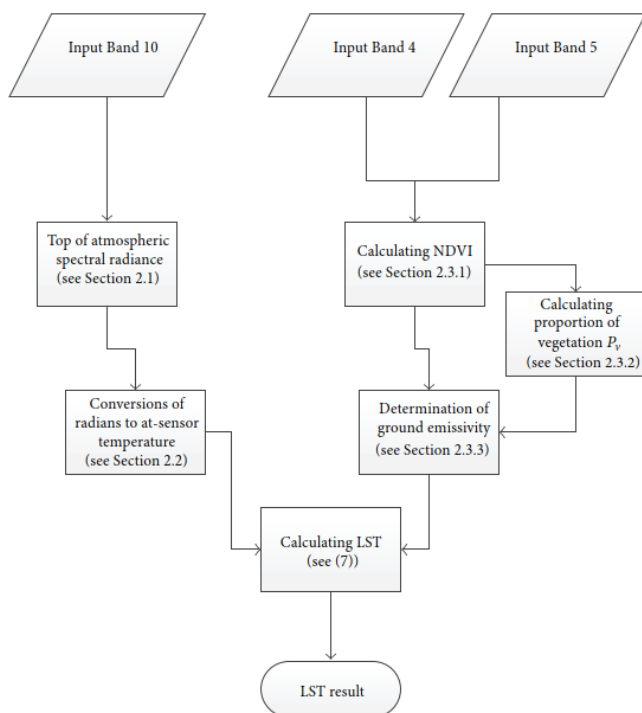 Input Band 10
Input Band 4
Input Band 5
Top of atmospheric
spectral radiance
(see Section 2.1)
Calculating NDVI
(see Section 2.3.1)
Calculating
proportion of
vegetation Pᵥ
(see Section 2.3.2)
Conversions of
radians to at-sensor
temperature
(see Section 2.2)
Determination of
ground emissivity
(see Section 2.3.3)
Calculating LST
(see (7))
LST result